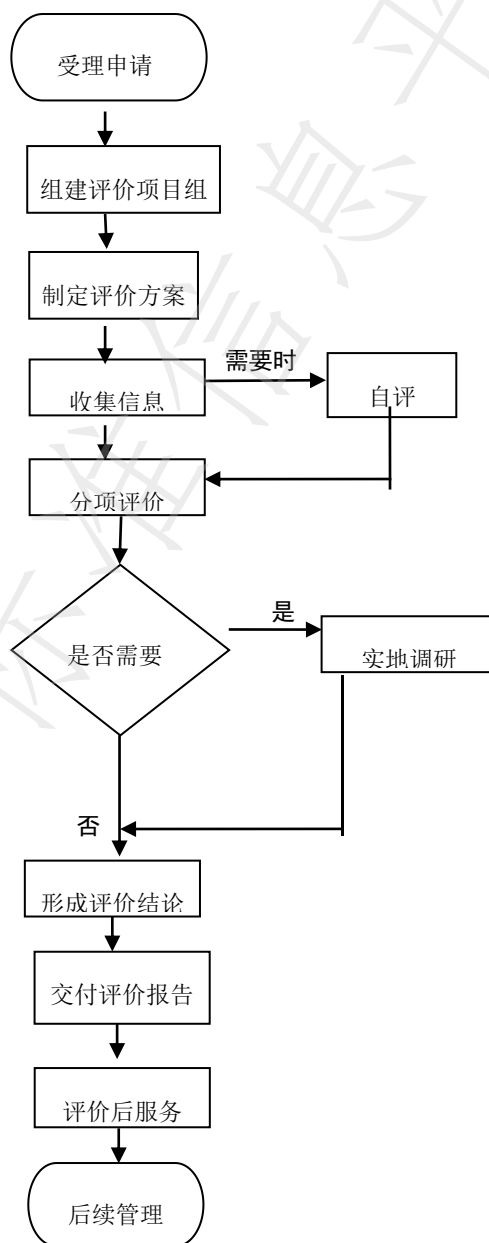 受理申请
组建评价项目组
制定评价方案
收集信息
需要时
自评
分项评价
是否需要
是
实地调研
否
形成评价结论
交付评价报告
评价后服务
后续管理